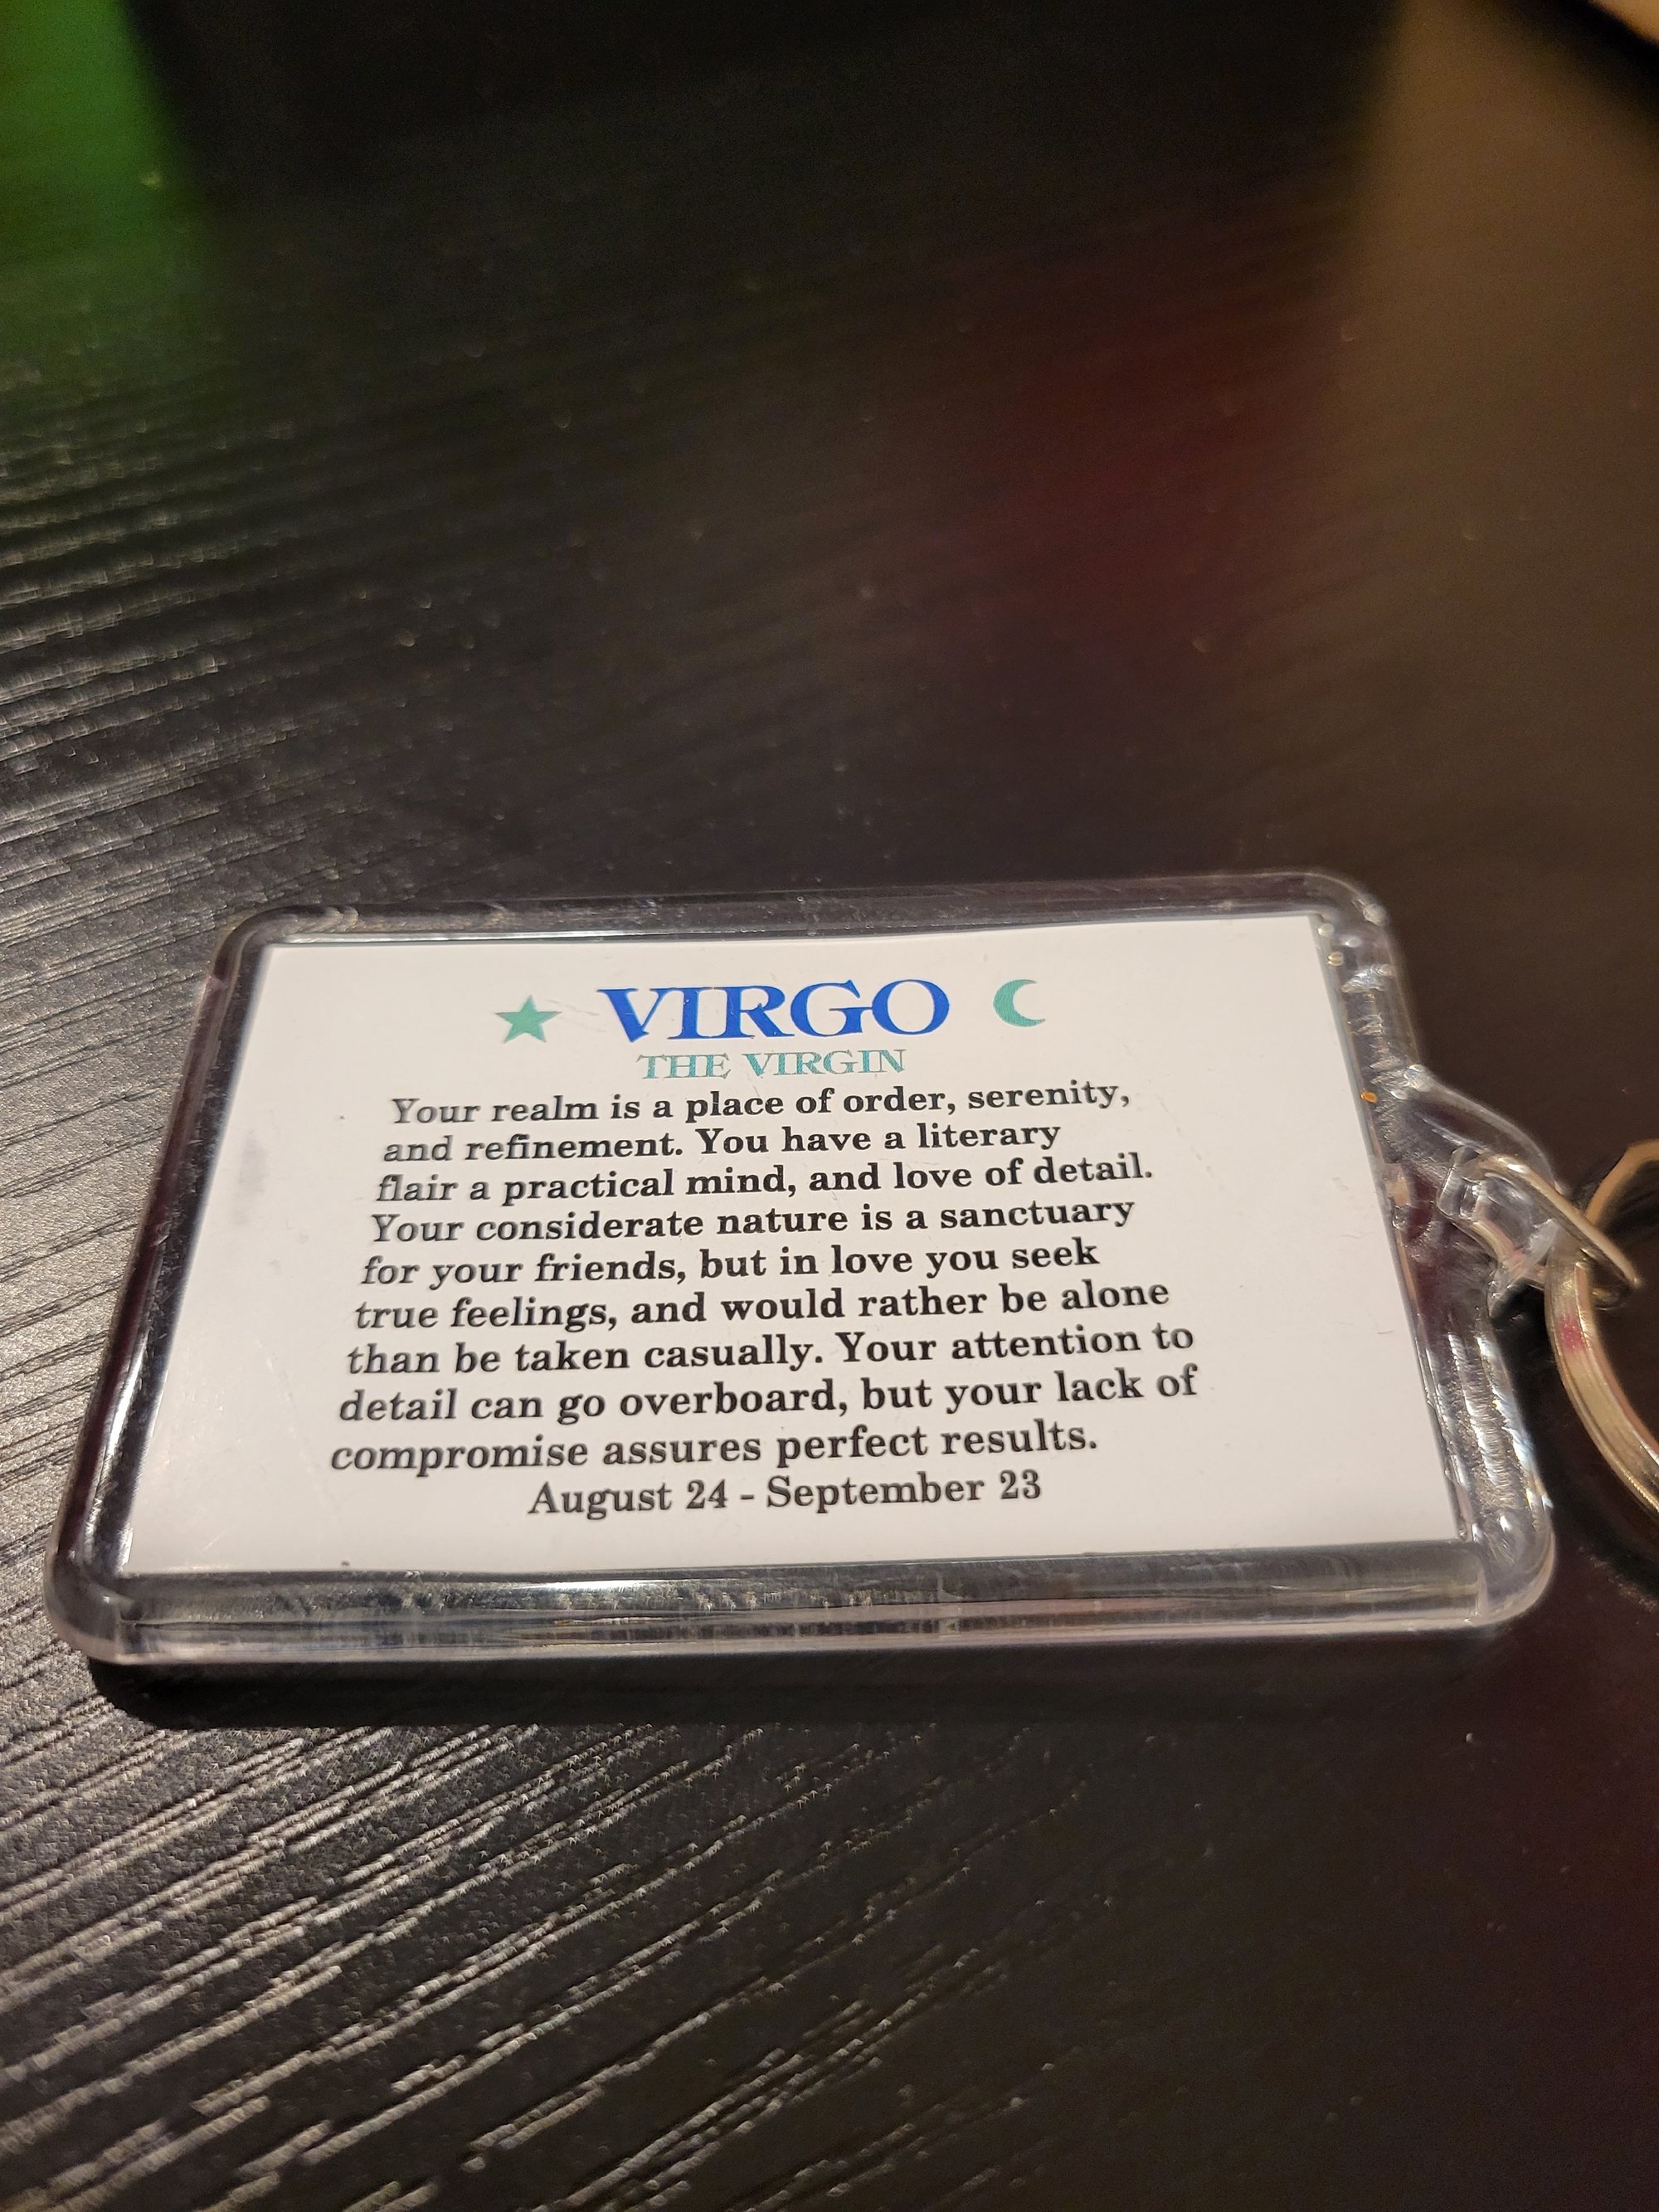 VIRGO
THE VIRGIN
Your realm is a place of order, serenity,
and refinement. You have a literary
flair a practical mind, and love of detail.
Your considerate nature is a sanctuary
for your friends, but in love you seek
true feelings, and would rather be alone
than be taken casually. Your attention to
detail can go overboard, but your lack of
compromise assures perfect results.
August 24 - September 23